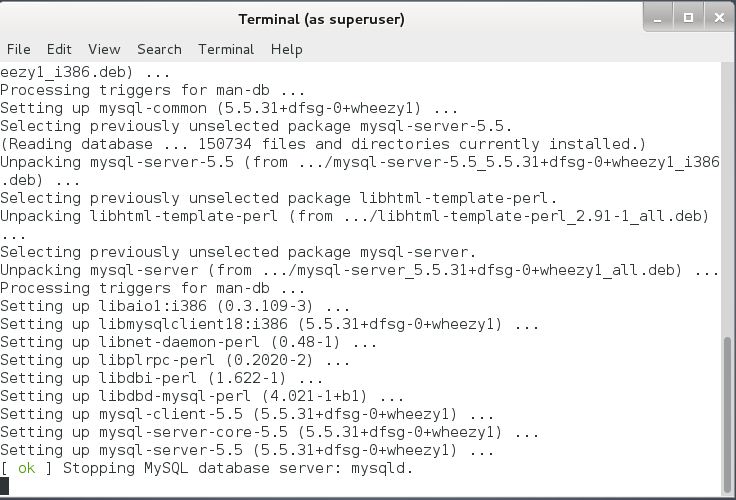 Terminal (as superuser)
File Edit View Search Terminal Help
eezy1_i386.deb) ...
Processing triggers for man-db ...
Setting up mysql-common (5.5.31+dfsg-0+wheezy1) ...
Selecting previously unselected package mysql-server-5.5.
(Reading database ... 150734 files and directories currently installed.)
Unpacking mysql-server-5.5 (from .../mysql-server-5.5_5.5.31+dfsg-0+wheezy1_i386
.deb) ...
Selecting previously unselected package libhtml-template-perl.
Unpacking libhtml-template-perl (from .../libhtml-template-perl_2.91-1_all.deb)
...
Selecting previously unselected package mysql-server.
Unpacking mysql-server (from .../mysql-server_5.5.31+dfsg-0+wheezy1_all.deb) ...
Processing triggers for man-db ...
Setting up libaio1:i386 (0.3.109-3) ...
Setting up libmysqlclient18:i386 (5.5.31+dfsg-0+wheezy1) ...
Setting up libnet-daemon-perl (0.48-1) ...
Setting up libplrpc-perl (0.2020-2) ...
Setting up libdbi-perl (1.622-1) ...
Setting up libdbd-mysql-perl (4.021-1+b1) ...
Setting up mysql-client-5.5 (5.5.31+dfsg-0+wheezy1) ...
Setting up mysql-server-core-5.5 (5.5.31+dfsg-0+wheezy1) ...
Setting up mysql-server-5.5 (5.5.31+dfsg-0+wheezy1) ...
[ ok ] Stopping MySQL database server: mysqld.